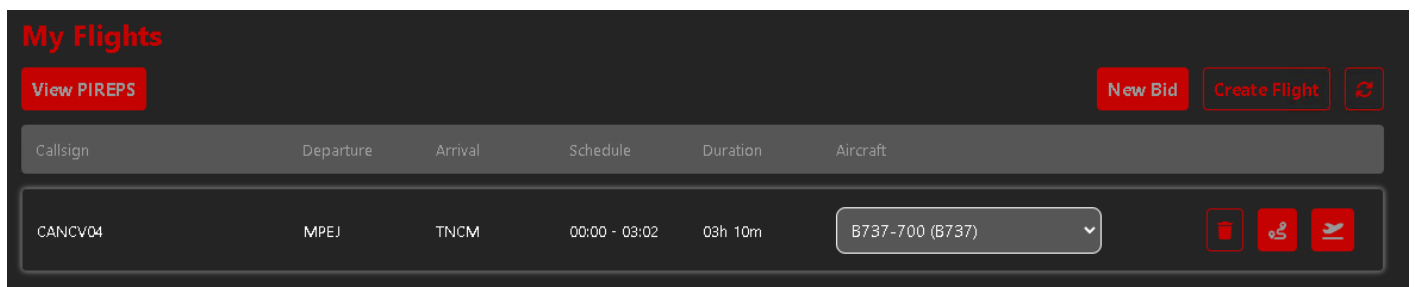 My Flights
View PIREPS New Bid Create Flight
Callsign Departure Arrival Schedule Duration Aircraft
CANCV04 MPEJ TNCM 00:00 - 03:02 03h 10m B737-700 (B737)